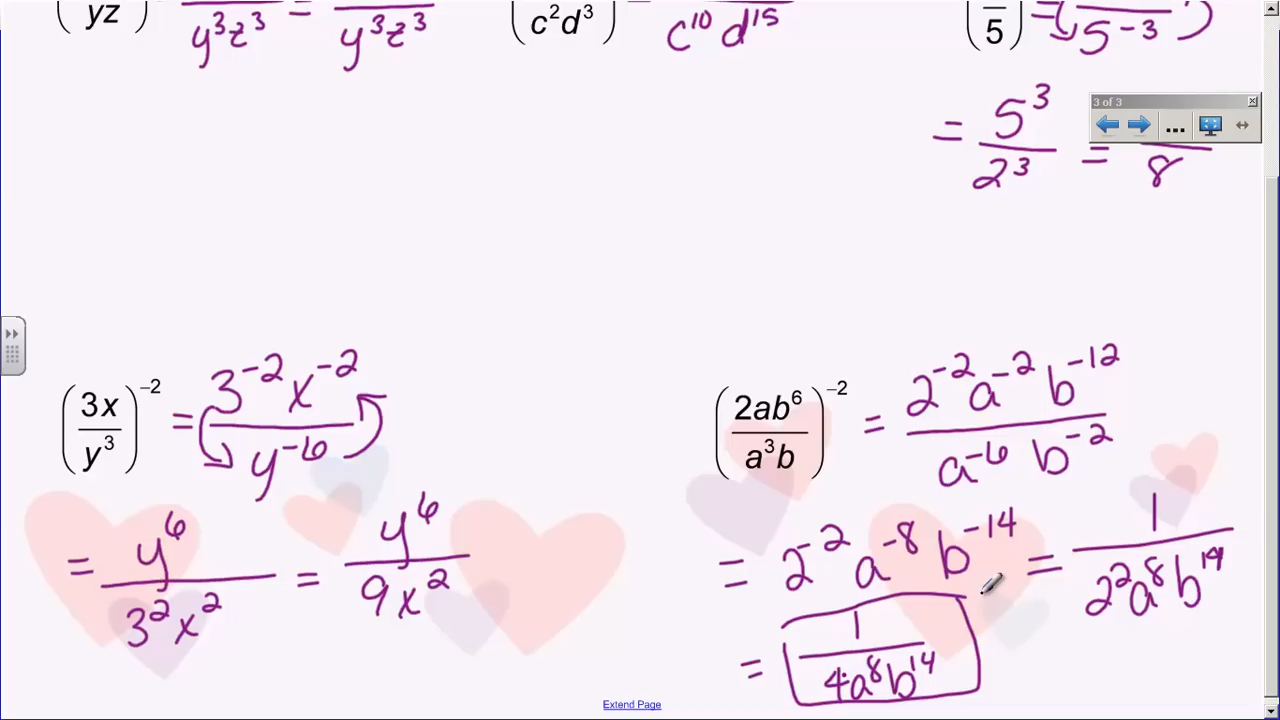 yz y³z³ = y³z³
(c²d³) = c¹⁰d¹⁵
5 = (5⁻³)
= 5³/2³ = 8
3 of 3
...
(3x/y³)⁻² = 3⁻²x⁻²/y⁻⁶
= y⁶/3²x² = y⁶/9x²
(2ab⁶/a³b)⁻² = 2⁻²a⁻²b⁻¹²/a⁻⁶b⁻²
= 2⁻²a⁻⁸b⁻¹⁴ = 1/2²a⁸b¹⁴
= 1/4a⁸b¹⁴
Extend Page